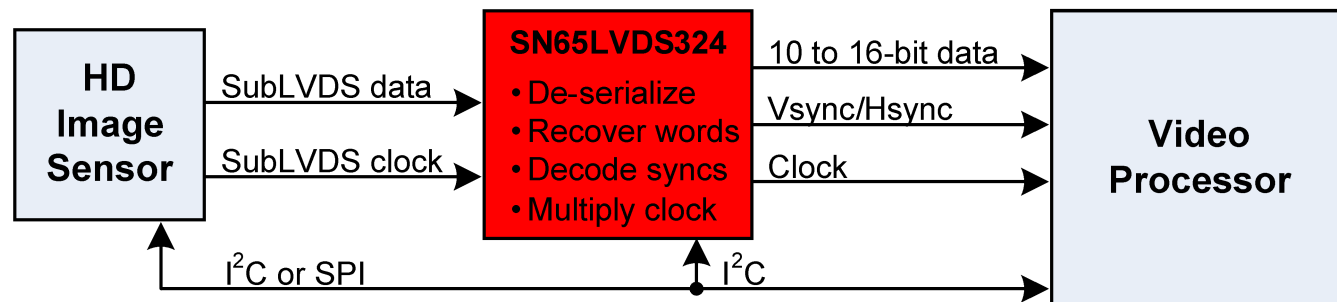 HD
Image
Sensor
SubLVDS data
SubLVDS clock
SN65LVDS324
• De-serialize
• Recover words
• Decode syncs
• Multiply clock
10 to 16-bit data
Vsync/Hsync
Clock
Video
Processor
I²C or SPI
I²C